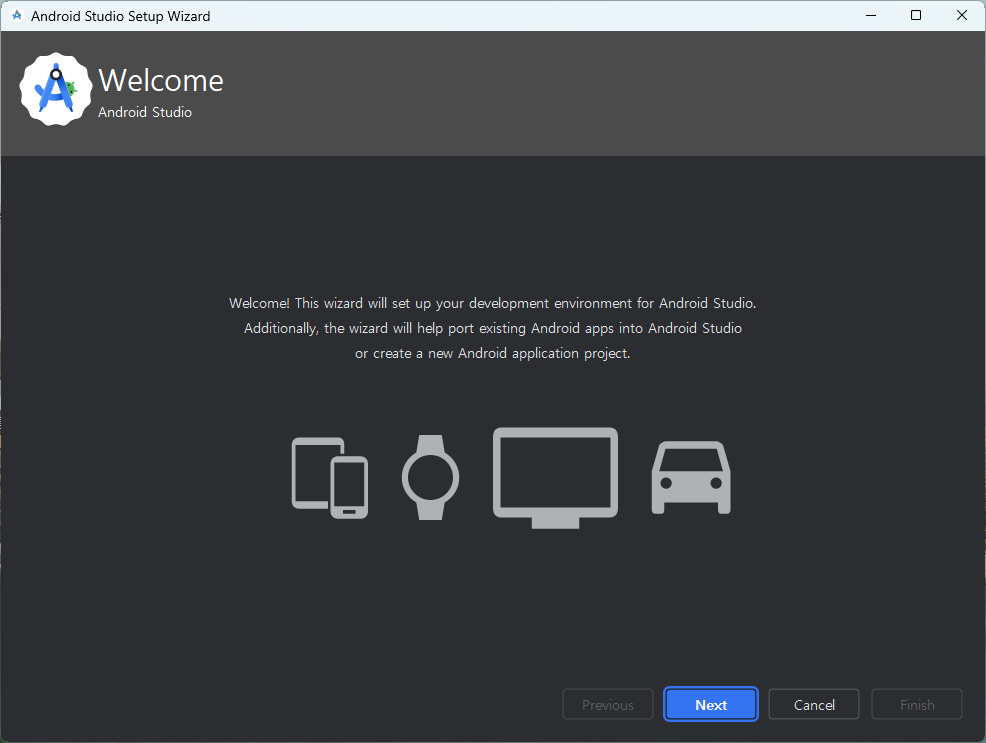 Android Studio Setup Wizard
Welcome
Android Studio
Welcome! This wizard will set up your development environment for Android Studio.
Additionally, the wizard will help port existing Android apps into Android Studio
or create a new Android application project.
Previous
Next
Cancel
Finish